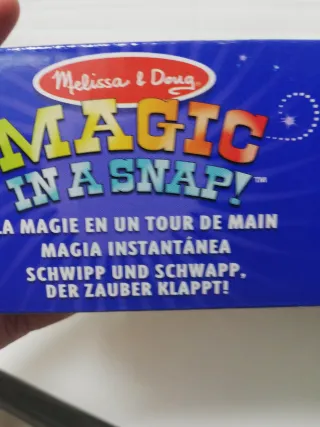 Melissa & Doug
MAGIC
IN A SNAP!™
LA MAGIE EN UN TOUR DE MAIN
MAGIA INSTANTÁNEA
SCHWIPP UND SCHWAPP,
DER ZAUBER KLAPPT!